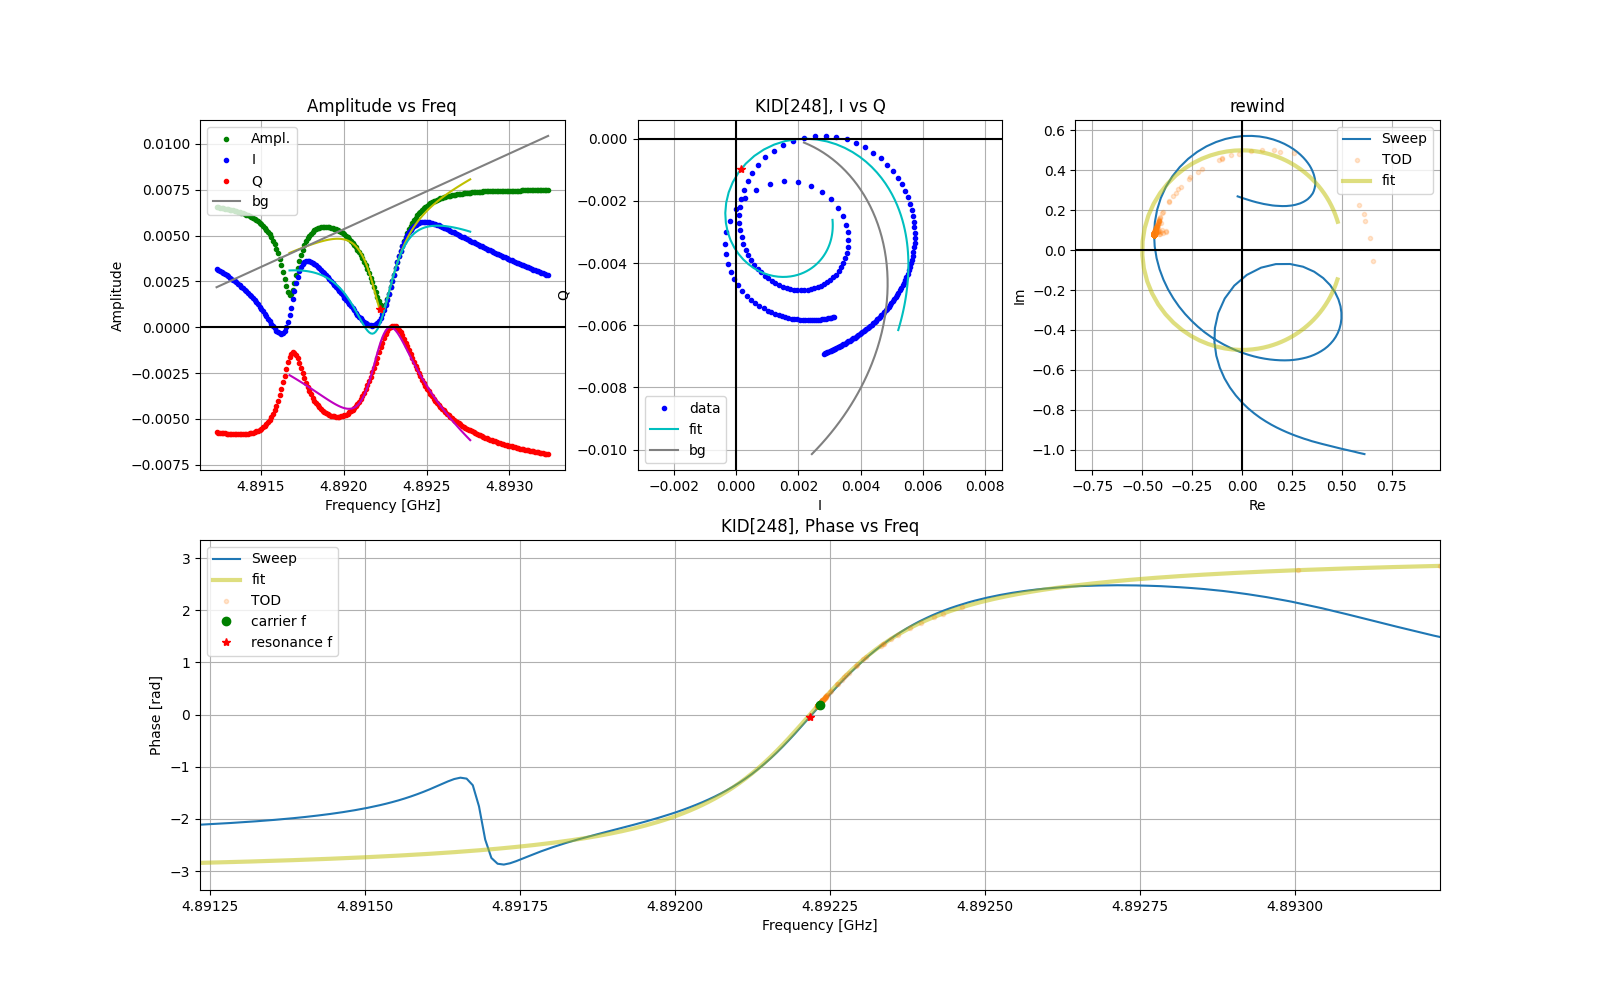 Amplitude vs Freq
Amplitude
0.0100
0.0075
0.0050
0.0025
0.0000
−0.0025
−0.0050
−0.0075
Ampl.
I
Q
bg
4.8915
4.8920
4.8925
4.8930
Frequency [GHz]
KID[248], I vs Q
Q
0.000
−0.002
−0.004
−0.006
−0.008
−0.010
data
fit
bg
−0.002
0.000
0.002
0.004
0.006
0.008
I
rewind
Im
0.6
0.4
0.2
0.0
−0.2
−0.4
−0.6
−0.8
−1.0
Sweep
TOD
fit
−0.75
−0.50
−0.25
0.00
0.25
0.50
0.75
Re
KID[248], Phase vs Freq
Phase [rad]
3
2
1
0
−1
−2
−3
Sweep
fit
TOD
carrier f
resonance f
4.89125
4.89150
4.89175
4.89200
4.89225
4.89250
4.89275
4.89300
Frequency [GHz]